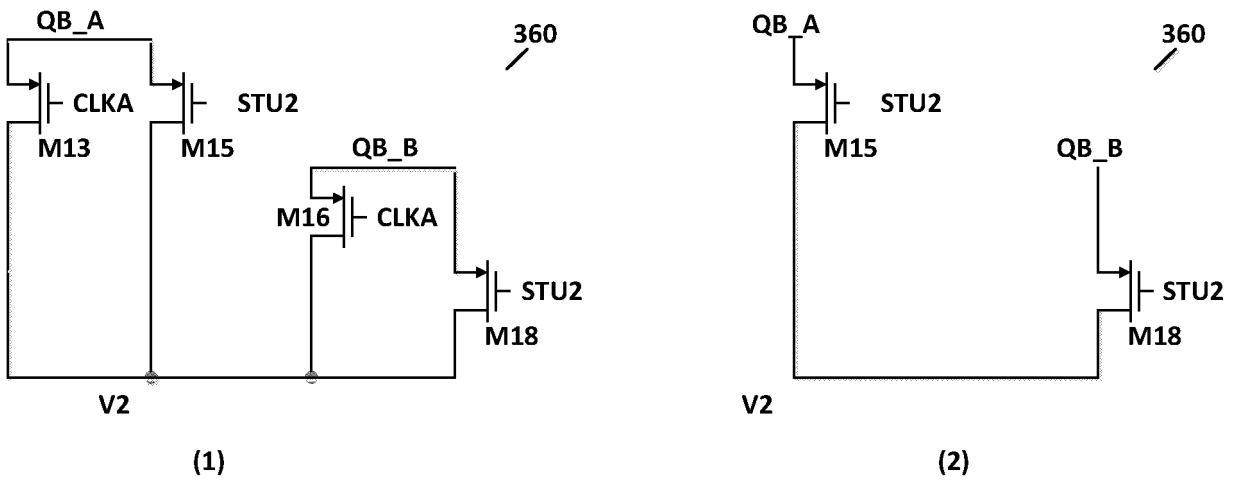 QB_A
360
CLKA
STU2
M13
M15
QB_B
M16
CLKA
STU2
M18
V2
(1)
QB_A
360
STU2
M15
QB_B
STU2
M18
V2
(2)